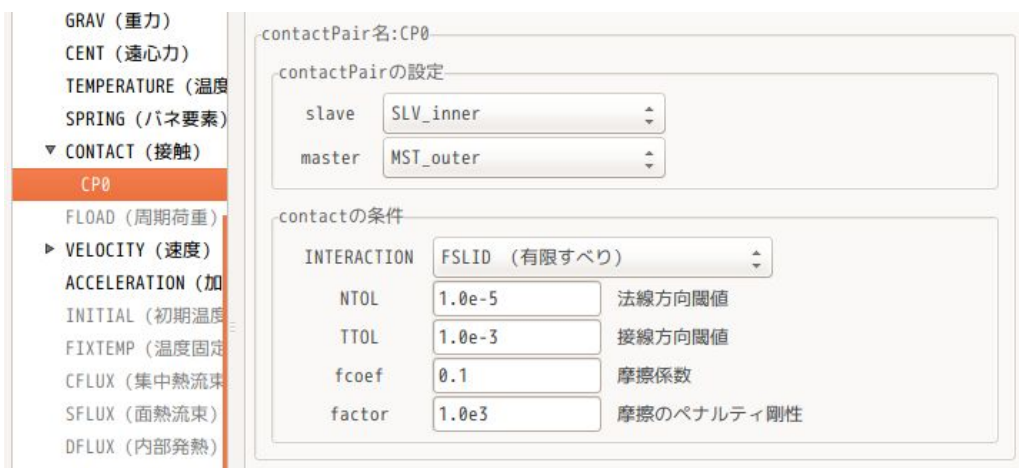 GRAV (重力)
CENT (遠心力)
TEMPERATURE (温度
SPRING (バネ要素)
CONTACT (接触)
CP0
FLOAD (周期荷重)
VELOCITY (速度)
ACCELERATION (加
INITIAL (初期温度
FIXTEMP (温度固定
CFLUX (集中熱流束
SFLUX (面熱流束)
DFLUX (内部発熱)
contactPair名:CP0
contactPairの設定
slave SLV_inner
master MST_outer
contactの条件
INTERACTION FSLID (有限すべり)
NTOL 1.0e-5 法線方向閾値
TTOL 1.0e-3 接線方向閾値
fcoef 0.1 摩擦係数
factor 1.0e3 摩擦のペナルティ剛性